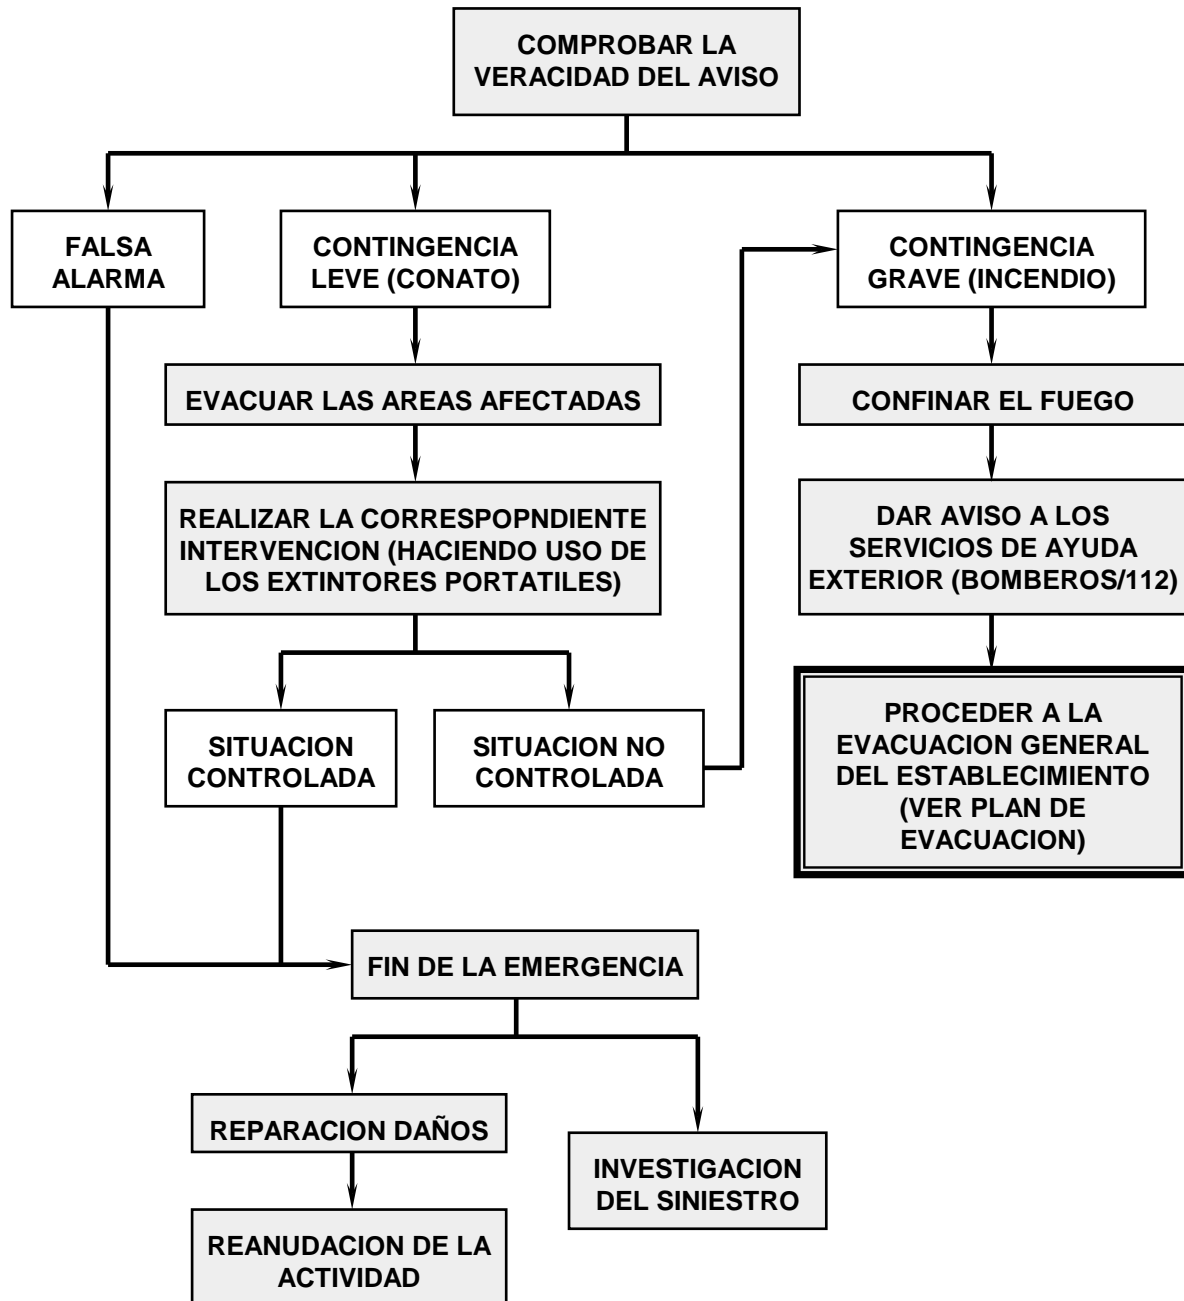 COMPROBAR LA
VERACIDAD DEL AVISO
FALSA
ALARMA
CONTINGENCIA
LEVE (CONATO)
CONTINGENCIA
GRAVE (INCENDIO)
EVACUAR LAS AREAS AFECTADAS
CONFINAR EL FUEGO
REALIZAR LA CORRESPOPNDIENTE
INTERVENCION (HACIENDO USO DE
LOS EXTINTORES PORTATILES)
DAR AVISO A LOS
SERVICIOS DE AYUDA
EXTERIOR (BOMBEROS/112)
SITUACION
CONTROLADA
SITUACION NO
CONTROLADA
PROCEDER A LA
EVACUACION GENERAL
DEL ESTABLECIMIENTO
(VER PLAN DE
EVACUACION)
FIN DE LA EMERGENCIA
REPARACION DAÑOS
INVESTIGACION
DEL SINIESTRO
REANUDACION DE LA
ACTIVIDAD